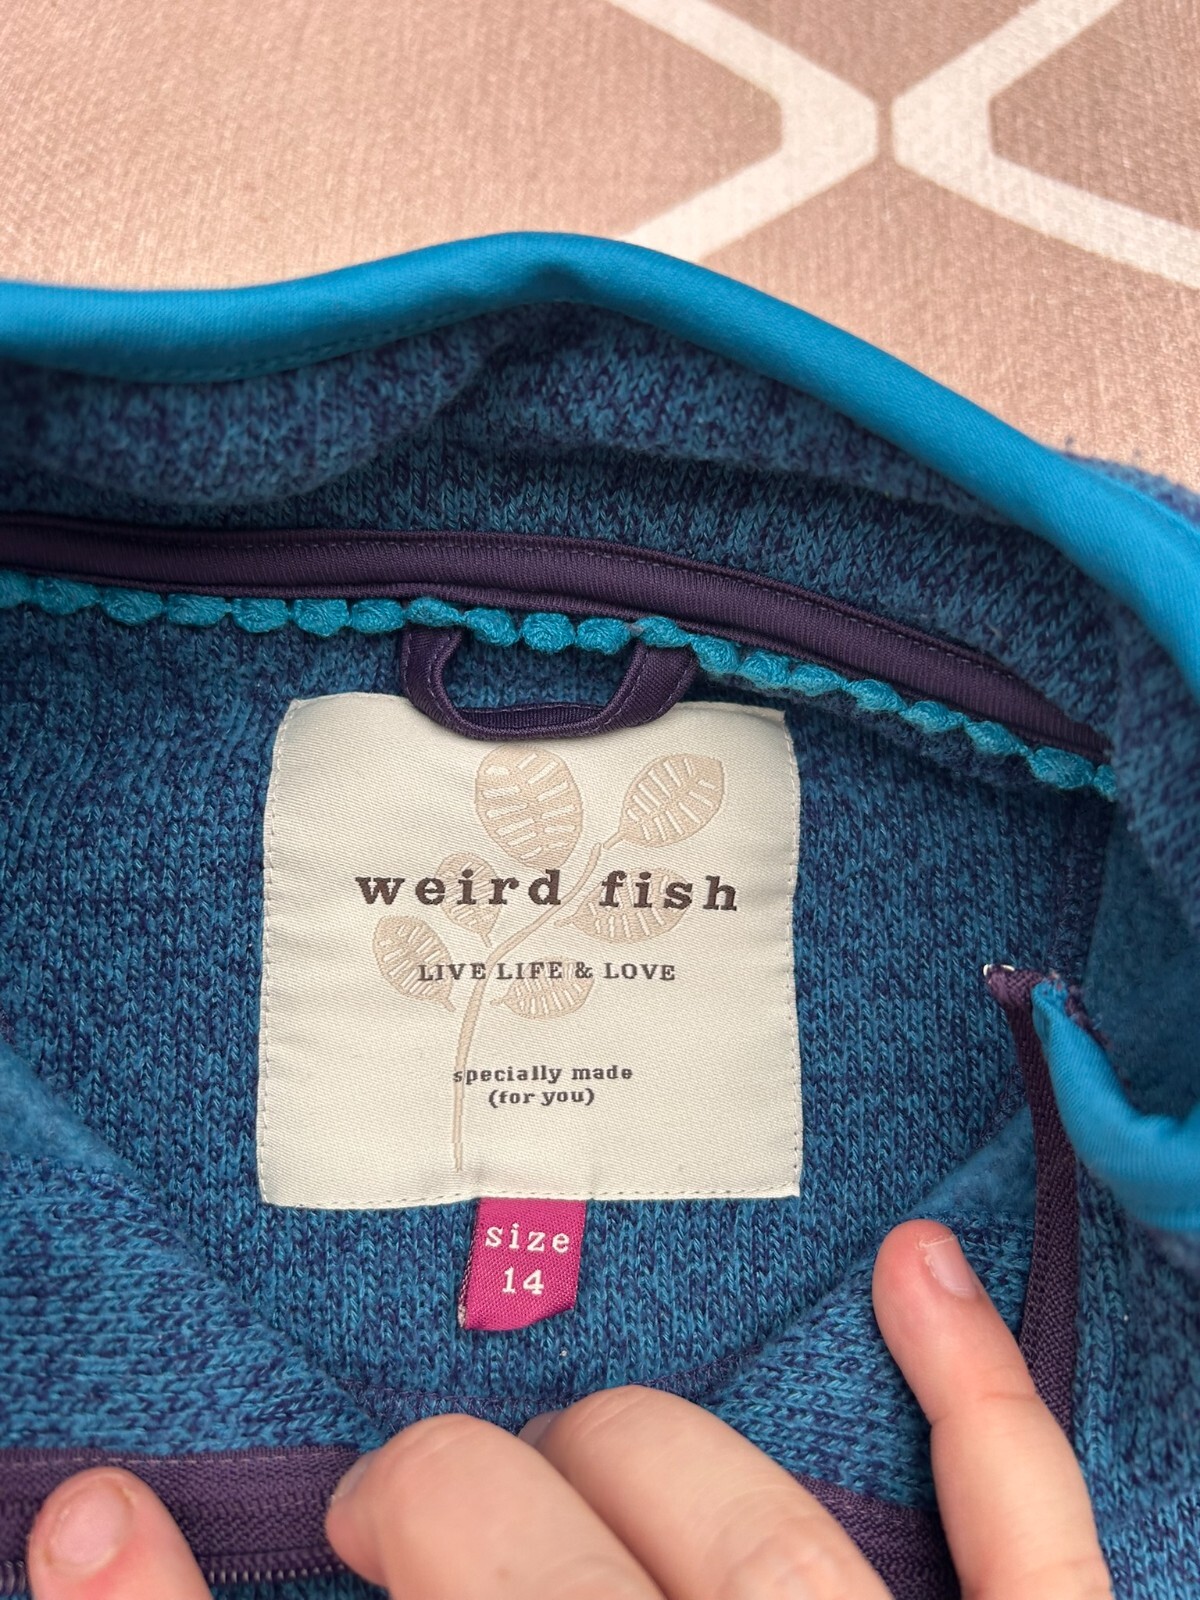 weird fish
LIVE LIFE & LOVE
specially made
(for you)
size
14